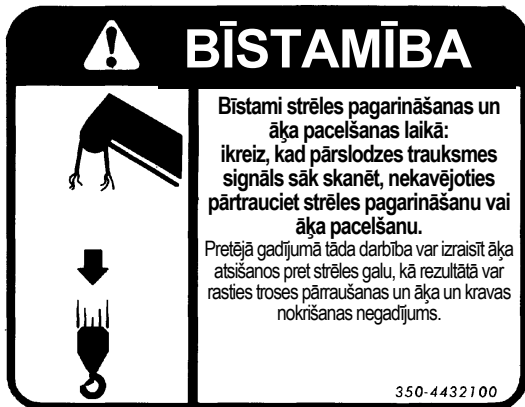 BĪSTAMĪBA
Bīstami strēles pagarināšanas un
āķa pacelšanas laikā:
ikreiz, kad pārslodzes trauksmes
signāls sāk skanēt, nekavējoties
pārtrauciet strēles pagarināšanu vai
āķa pacelšanu.
Pretējā gadījumā tāda darbība var izraisīt āķa
atsišanos pret strēles galu, kā rezultātā var
rasties troses pārraušanas un āķa un kravas
nokrišanas negadījums.
350-4432100